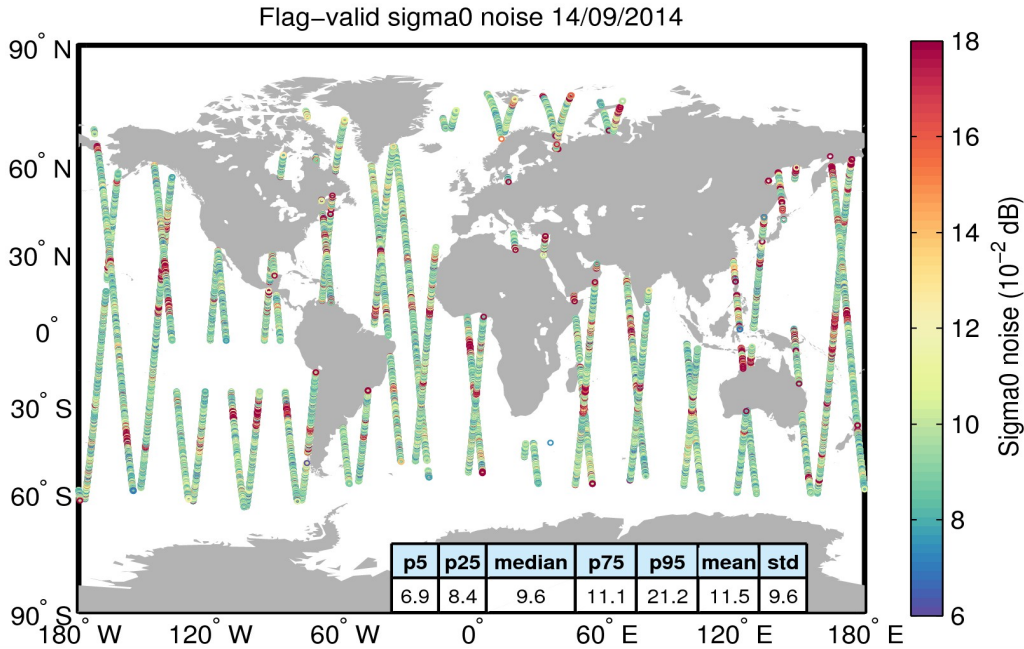 Flag−valid sigma0 noise 14/09/2014
90° N
60° N
30° N
0°
30° S
60° S
90° S
180° W
120° W
60° W
0°
60° E
120° E
180° E
p5 p25 median p75 p95 mean std
6.9 8.4 9.6 11.1 21.2 11.5 9.6
18
16
14
12
10
8
6
Sigma0 noise (10⁻² dB)